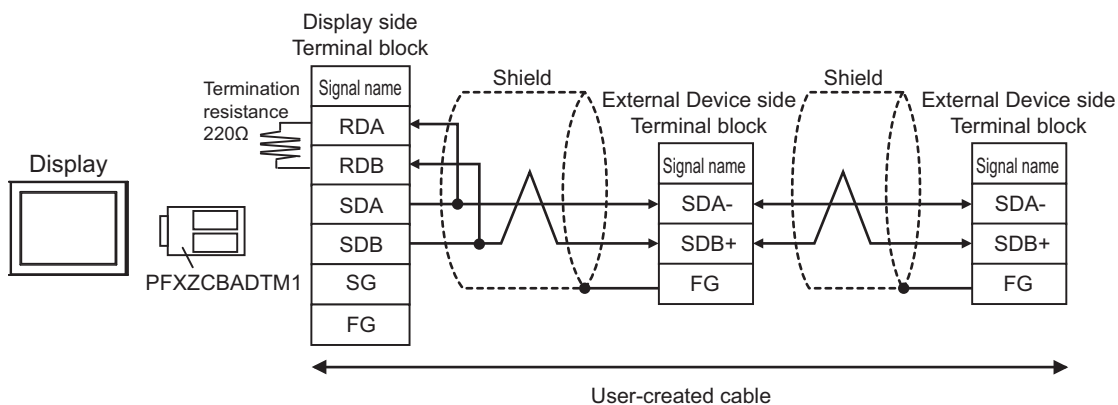 Display side
Terminal block
Shield
Shield
Termination
resistance
220Ω
Signal name
RDA
RDB
SDA
SDB
SG
FG
External Device side
Terminal block
Signal name
SDA-
SDB+
FG
External Device side
Terminal block
Signal name
SDA-
SDB+
FG
Display
PFXZCBADTM1
User-created cable